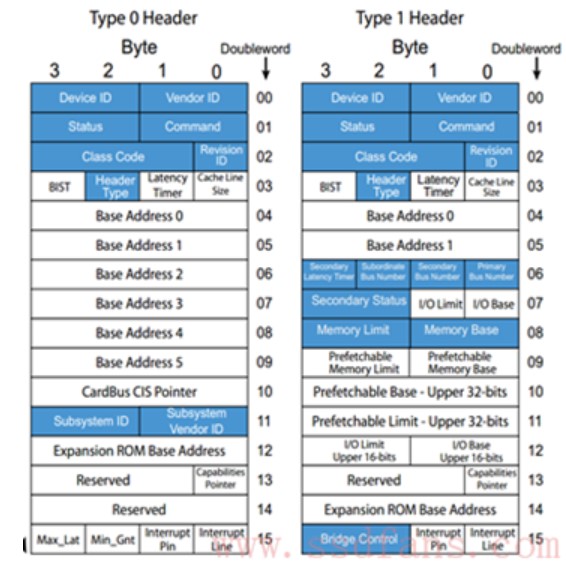 Type 0 Header
Byte
Doubleword
3 2 1 0
Device ID Vendor ID 00
Status Command 01
Class Code Revision ID 02
BIST Header Type Latency Timer Cache Line Size 03
Base Address 0 04
Base Address 1 05
Base Address 2 06
Base Address 3 07
Base Address 4 08
Base Address 5 09
CardBus CIS Pointer 10
Subsystem ID Subsystem Vendor ID 11
Expansion ROM Base Address 12
Reserved Capabilities Pointer 13
Reserved 14
Max_Lat Min_Gnt Interrupt Pin Interrupt Line 15
Type 1 Header
Byte
Doubleword
3 2 1 0
Device ID Vendor ID 00
Status Command 01
Class Code Revision ID 02
BIST Header Type Latency Timer Cache Line Size 03
Base Address 0 04
Base Address 1 05
Secondary Latency Timer Subordinate Bus Number Secondary Bus Number Primary Bus Number 06
Secondary Status I/O Limit I/O Base 07
Memory Limit Memory Base 08
Prefetchable Memory Limit Prefetchable Memory Base 09
Prefetchable Base - Upper 32-bits 10
Prefetchable Limit - Upper 32-bits 11
I/O Limit Upper 16-bits I/O Base Upper 16-bits 12
Reserved Capabilities Pointer 13
Expansion ROM Base Address 14
Bridge Control Interrupt Pin Interrupt Line 15
www.ssdfans.com